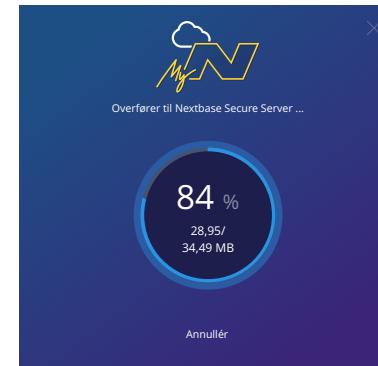 My N
Overfører til Nextbase Secure Server ...
84 %
28,95/
34,49 MB
Annullér